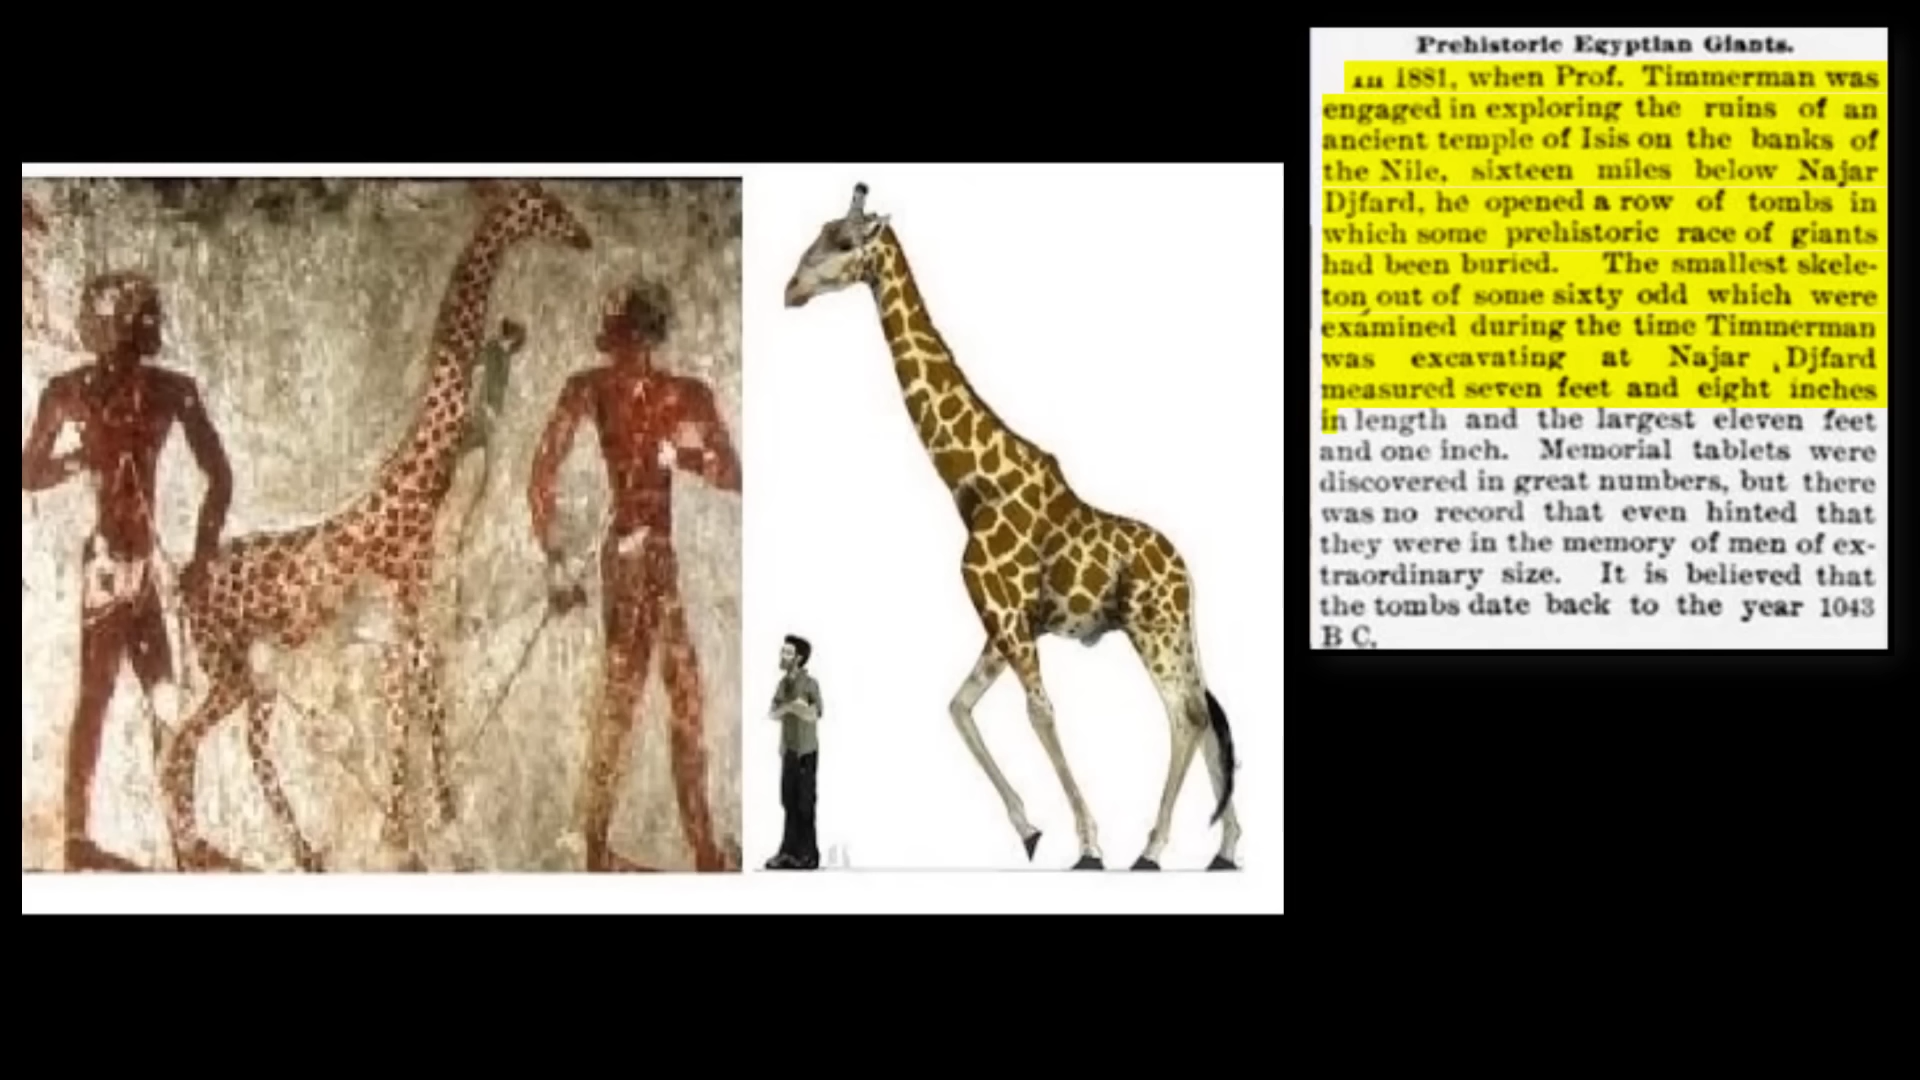 Prehistoric Egyptian Giants.
In 1881, when Prof. Timmerman was
engaged in exploring the ruins of an
ancient temple of Isis on the banks of
the Nile, sixteen miles below Najar
Djfard, he opened a row of tombs in
which some prehistoric race of giants
had been buried. The smallest skele-
ton out of some sixty odd which were
examined during the time Timmerman
was excavating at Najar Djfard
measured seven feet and eight inches
in length and the largest eleven feet
and one inch. Memorial tablets were
discovered in great numbers, but there
was no record that even hinted that
they were in the memory of men of ex-
traordinary size. It is believed that
the tombs date back to the year 1043
B C.